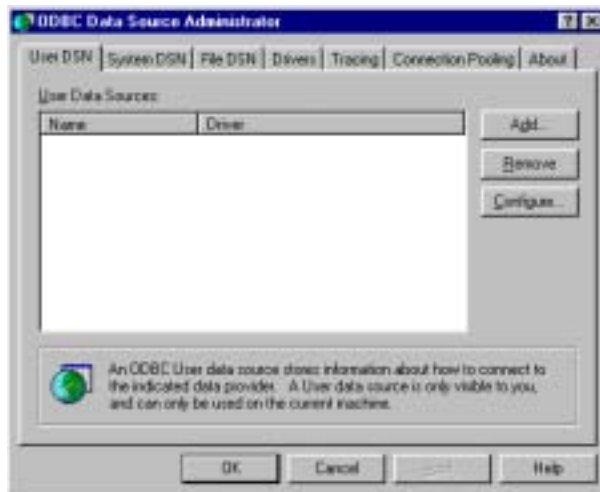 ODBC Data Source Administrator
User DSN System DSN File DSN Drivers Tracing Connection Pooling About
User Data Sources:
Name Driver
Add...
Remove
Configure...
An ODBC User data source stores information about how to connect to
the indicated data provider. A User data source is only visible to you,
and can only be used on the current machine.
OK Cancel Help